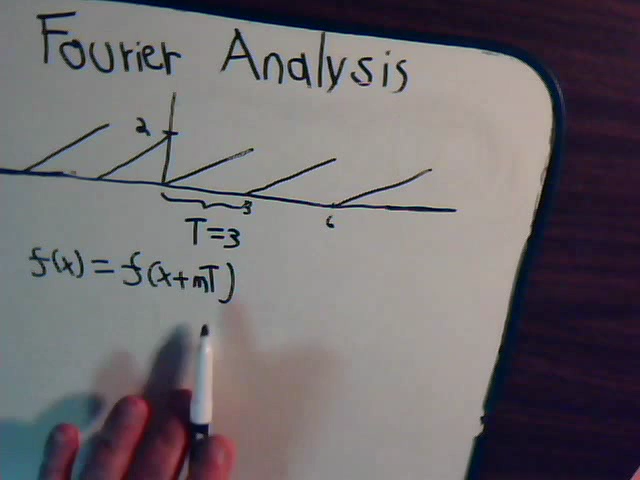 Fourier Analysis
2
3
6
T=3
f(x) = f(x+mT)